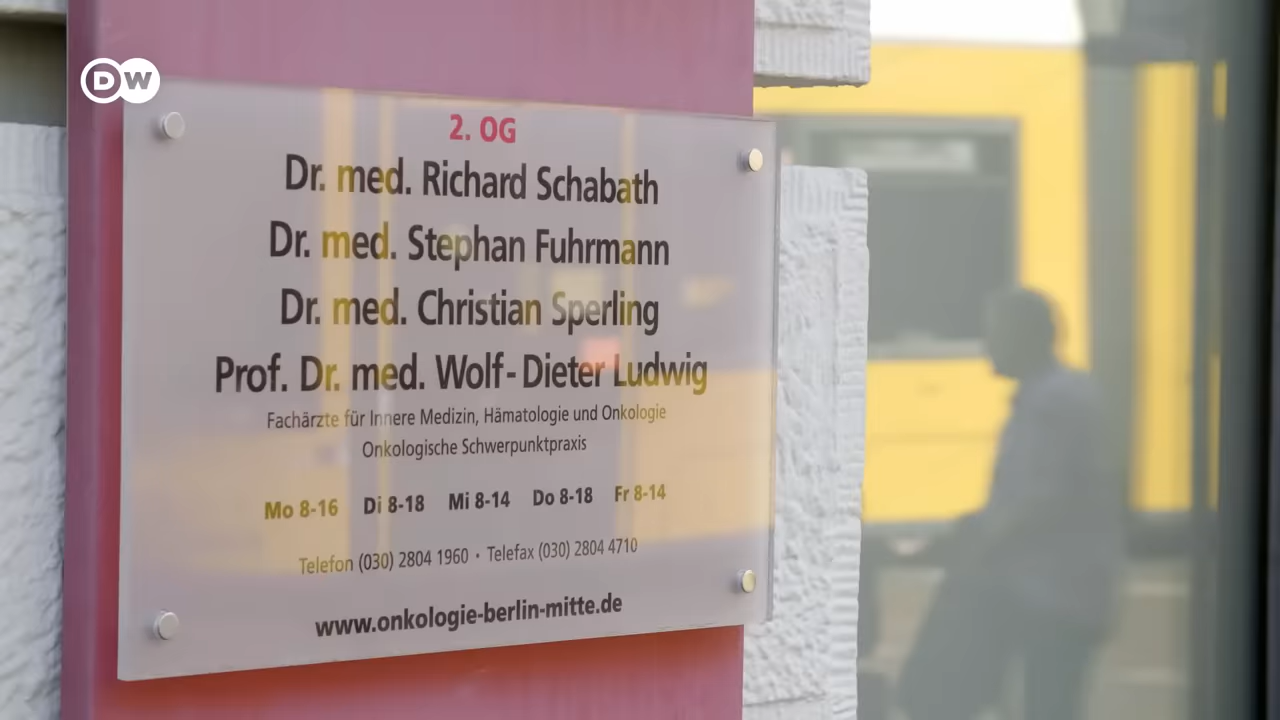 DW
2. OG
Dr. med. Richard Schabath
Dr. med. Stephan Fuhrmann
Dr. med. Christian Sperling
Prof. Dr. med. Wolf-Dieter Ludwig
Fachärzte für Innere Medizin, Hämatologie und Onkologie
Onkologische Schwerpunktpraxis
Mo 8-16 Di 8-18 Mi 8-14 Do 8-18 Fr 8-14
Telefon (030) 2804 1960 · Telefax (030) 2804 4710
www.onkologie-berlin-mitte.de